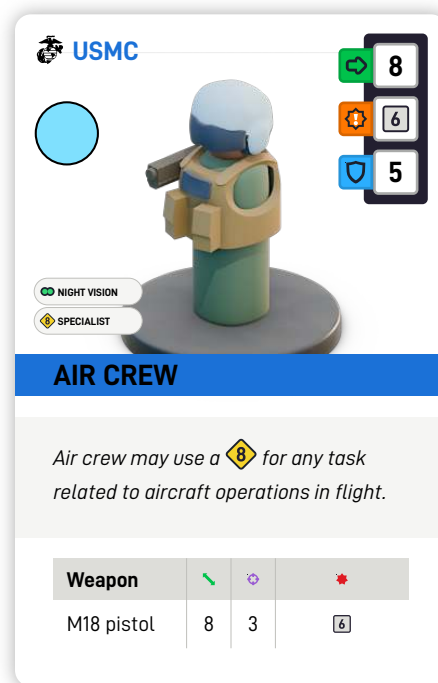 USMC
8
6
5
NIGHT VISION
8 SPECIALIST
AIR CREW
Air crew may use a 8 for any task
related to aircraft operations in flight.
Weapon
M18 pistol 8 3 6